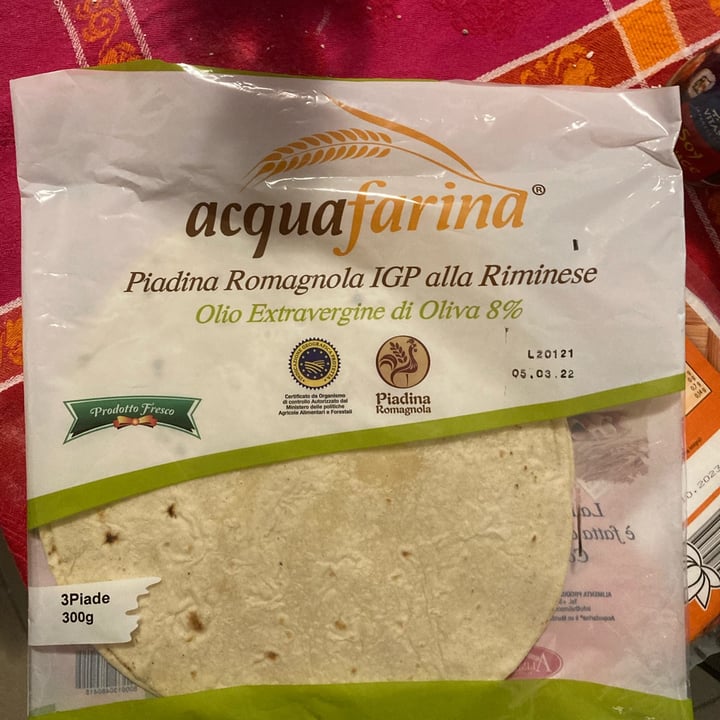 acquafarina®
Piadina Romagnola IGP alla Riminese
Olio Extravergine di Oliva 8%
L20121
05.03.22
Certificato da Organismo
di controllo Autorizzato dal
Ministero delle politiche
Agricole Alimentari e Forestali
Piadina
Romagnola
Prodotto Fresco
3Piade
300g